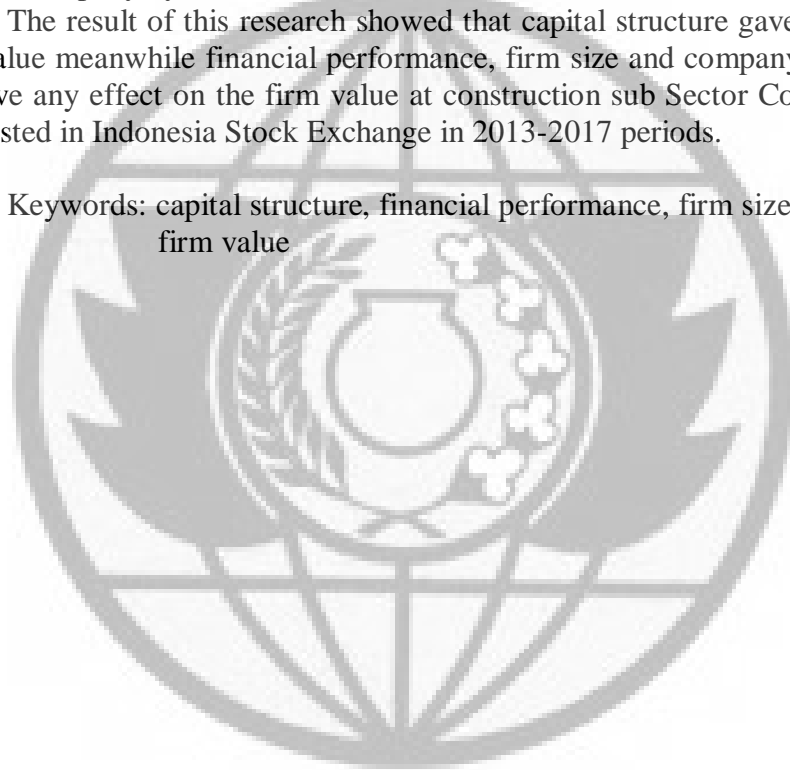 The result of this research showed that capital structure gave
alue meanwhile financial performance, firm size and company
ve any effect on the firm value at construction sub Sector Co
sted in Indonesia Stock Exchange in 2013-2017 periods.
Keywords: capital structure, financial performance, firm size
firm value